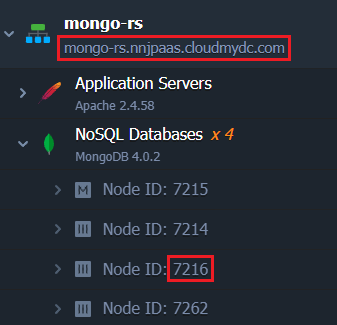 mongo-rs
mongo-rs.nnjpaas.cloudmydc.com
Application Servers
Apache 2.4.58
NoSQL Databases x 4
MongoDB 4.0.2
M Node ID: 7215
Node ID: 7214
Node ID: 7216
Node ID: 7262